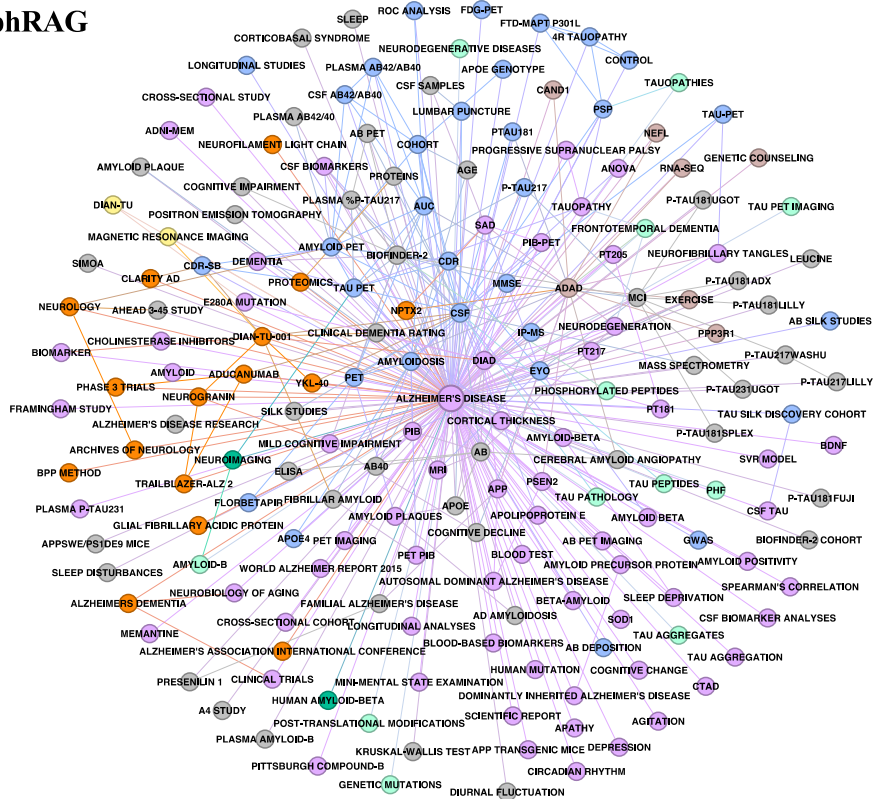 phRAG
SLEEP
ROC ANALYSIS
FDG-PET
FTD-MAPT P301L
CORTICOBASAL SYNDROME
4R TAUOPATHY
NEURODEGENERATIVE DISEASES
CONTROL
LONGITUDINAL STUDIES
PLASMA AB42/AB40
APOE GENOTYPE
TAUOPATHIES
CROSS-SECTIONAL STUDY
CSF AB42/AB40
CSF SAMPLES
CAND1
PLASMA AB42/40
LUMBAR PUNCTURE
PSP
TAU-PET
ADNI-MEM
AB PET
PTAU181
NEFL
NEUROFILAMENT LIGHT CHAIN
COHORT
PROGRESSIVE SUPRANUCLEAR PALSY
GENETIC COUNSELING
AMYLOID PLAQUE
CSF BIOMARKERS
PROTEINS
AGE
ANOVA
RNA-SEQ
COGNITIVE IMPAIRMENT
P-TAU217
DIAN-TU
PLASMA %P-TAU217
AUC
TAUOPATHY
P-TAU181UGOT
TAU PET IMAGING
POSITRON EMISSION TOMOGRAPHY
SAD
FRONTOTEMPORAL DEMENTIA
MAGNETIC RESONANCE IMAGING
AMYLOID PET
BIOFINDER-2
PIB-PET
PT205
NEUROFIBRILLARY TANGLES
LEUCINE
SIMOA
CDR-SB
DEMENTIA
CDR
CLARITY AD
PROTEOMICS
TAU PET
MMSE
ADAD
MCI
P-TAU181ADX
NEUROLOGY
AHEAD 3-45 STUDY
E280A MUTATION
NPTX2
CSF
EXERCISE
P-TAU181LILLY
CHOLINESTERASE INHIBITORS
DIAN-TU-001
CLINICAL DEMENTIA RATING
IP-MS
NEURODEGENERATION
PPP3R1
AB SILK STUDIES
BIOMARKER
AMYLOID
ADUCANUMAB
AMYLOIDOSIS
DIAD
PT217
P-TAU217WASHU
PHASE 3 TRIALS
YKL-40
PET
EYO
MASS SPECTROMETRY
P-TAU217LILLY
NEUROGRANIN
ALZHEIMER'S DISEASE
PHOSPHORYLATED PEPTIDES
P-TAU231UGOT
FRAMINGHAM STUDY
SILK STUDIES
CORTICAL THICKNESS
PT181
TAU SILK DISCOVERY COHORT
ALZHEIMER'S DISEASE RESEARCH
PIB
AMYLOID-BETA
P-TAU181SPLEX
BDNF
ARCHIVES OF NEUROLOGY
MILD COGNITIVE IMPAIRMENT
AB
CEREBRAL AMYLOID ANGIOPATHY
SVR MODEL
BPP METHOD
NEUROIMAGING
ELISA
AB40
MRI
TRAILBLAZER-ALZ 2
APP
PSEN2
TAU PEPTIDES
PHF
P-TAU181FUJI
PLASMA P-TAU231
FLORBETAPIR
FIBRILLAR AMYLOID
APOE
TAU PATHOLOGY
CSF TAU
GLIAL FIBRILLARY ACIDIC PROTEIN
AMYLOID PLAQUES
APOLIPOPROTEIN E
AMYLOID BETA
APPSWE/PS1DE9 MICE
APOE4
PET IMAGING
COGNITIVE DECLINE
AB PET IMAGING
GWAS
BIOFINDER-2 COHORT
AMYLOID-B
PET PIB
BLOOD TEST
AMYLOID PRECURSOR PROTEIN
AMYLOID POSITIVITY
SLEEP DISTURBANCES
WORLD ALZHEIMER REPORT 2015
AUTOSOMAL DOMINANT ALZHEIMER'S DISEASE
SPEARMAN'S CORRELATION
ALZHEIMERS DEMENTIA
NEUROBIOLOGY OF AGING
FAMILIAL ALZHEIMER'S DISEASE
BETA-AMYLOID
SLEEP DEPRIVATION
MEMANTINE
CROSS-SECTIONAL COHORT
LONGITUDINAL ANALYSES
AD AMYLOIDOSIS
SOD1
CSF BIOMARKER ANALYSES
ALZHEIMER'S ASSOCIATION INTERNATIONAL CONFERENCE
BLOOD-BASED BIOMARKERS
AB DEPOSITION
TAU AGGREGATES
TAU AGGREGATION
PRESENILIN 1
CLINICAL TRIALS
MINI-MENTAL STATE EXAMINATION
HUMAN MUTATION
COGNITIVE CHANGE
CTAD
A4 STUDY
HUMAN AMYLOID-BETA
DOMINANTLY INHERITED ALZHEIMER'S DISEASE
POST-TRANSLATIONAL MODIFICATIONS
SCIENTIFIC REPORT
APATHY
AGITATION
PLASMA AMYLOID-B
KRUSKAL-WALLIS TEST
APP TRANSGENIC MICE
DEPRESSION
PITTSBURGH COMPOUND-B
CIRCADIAN RHYTHM
GENETIC MUTATIONS
DIURNAL FLUCTUATION